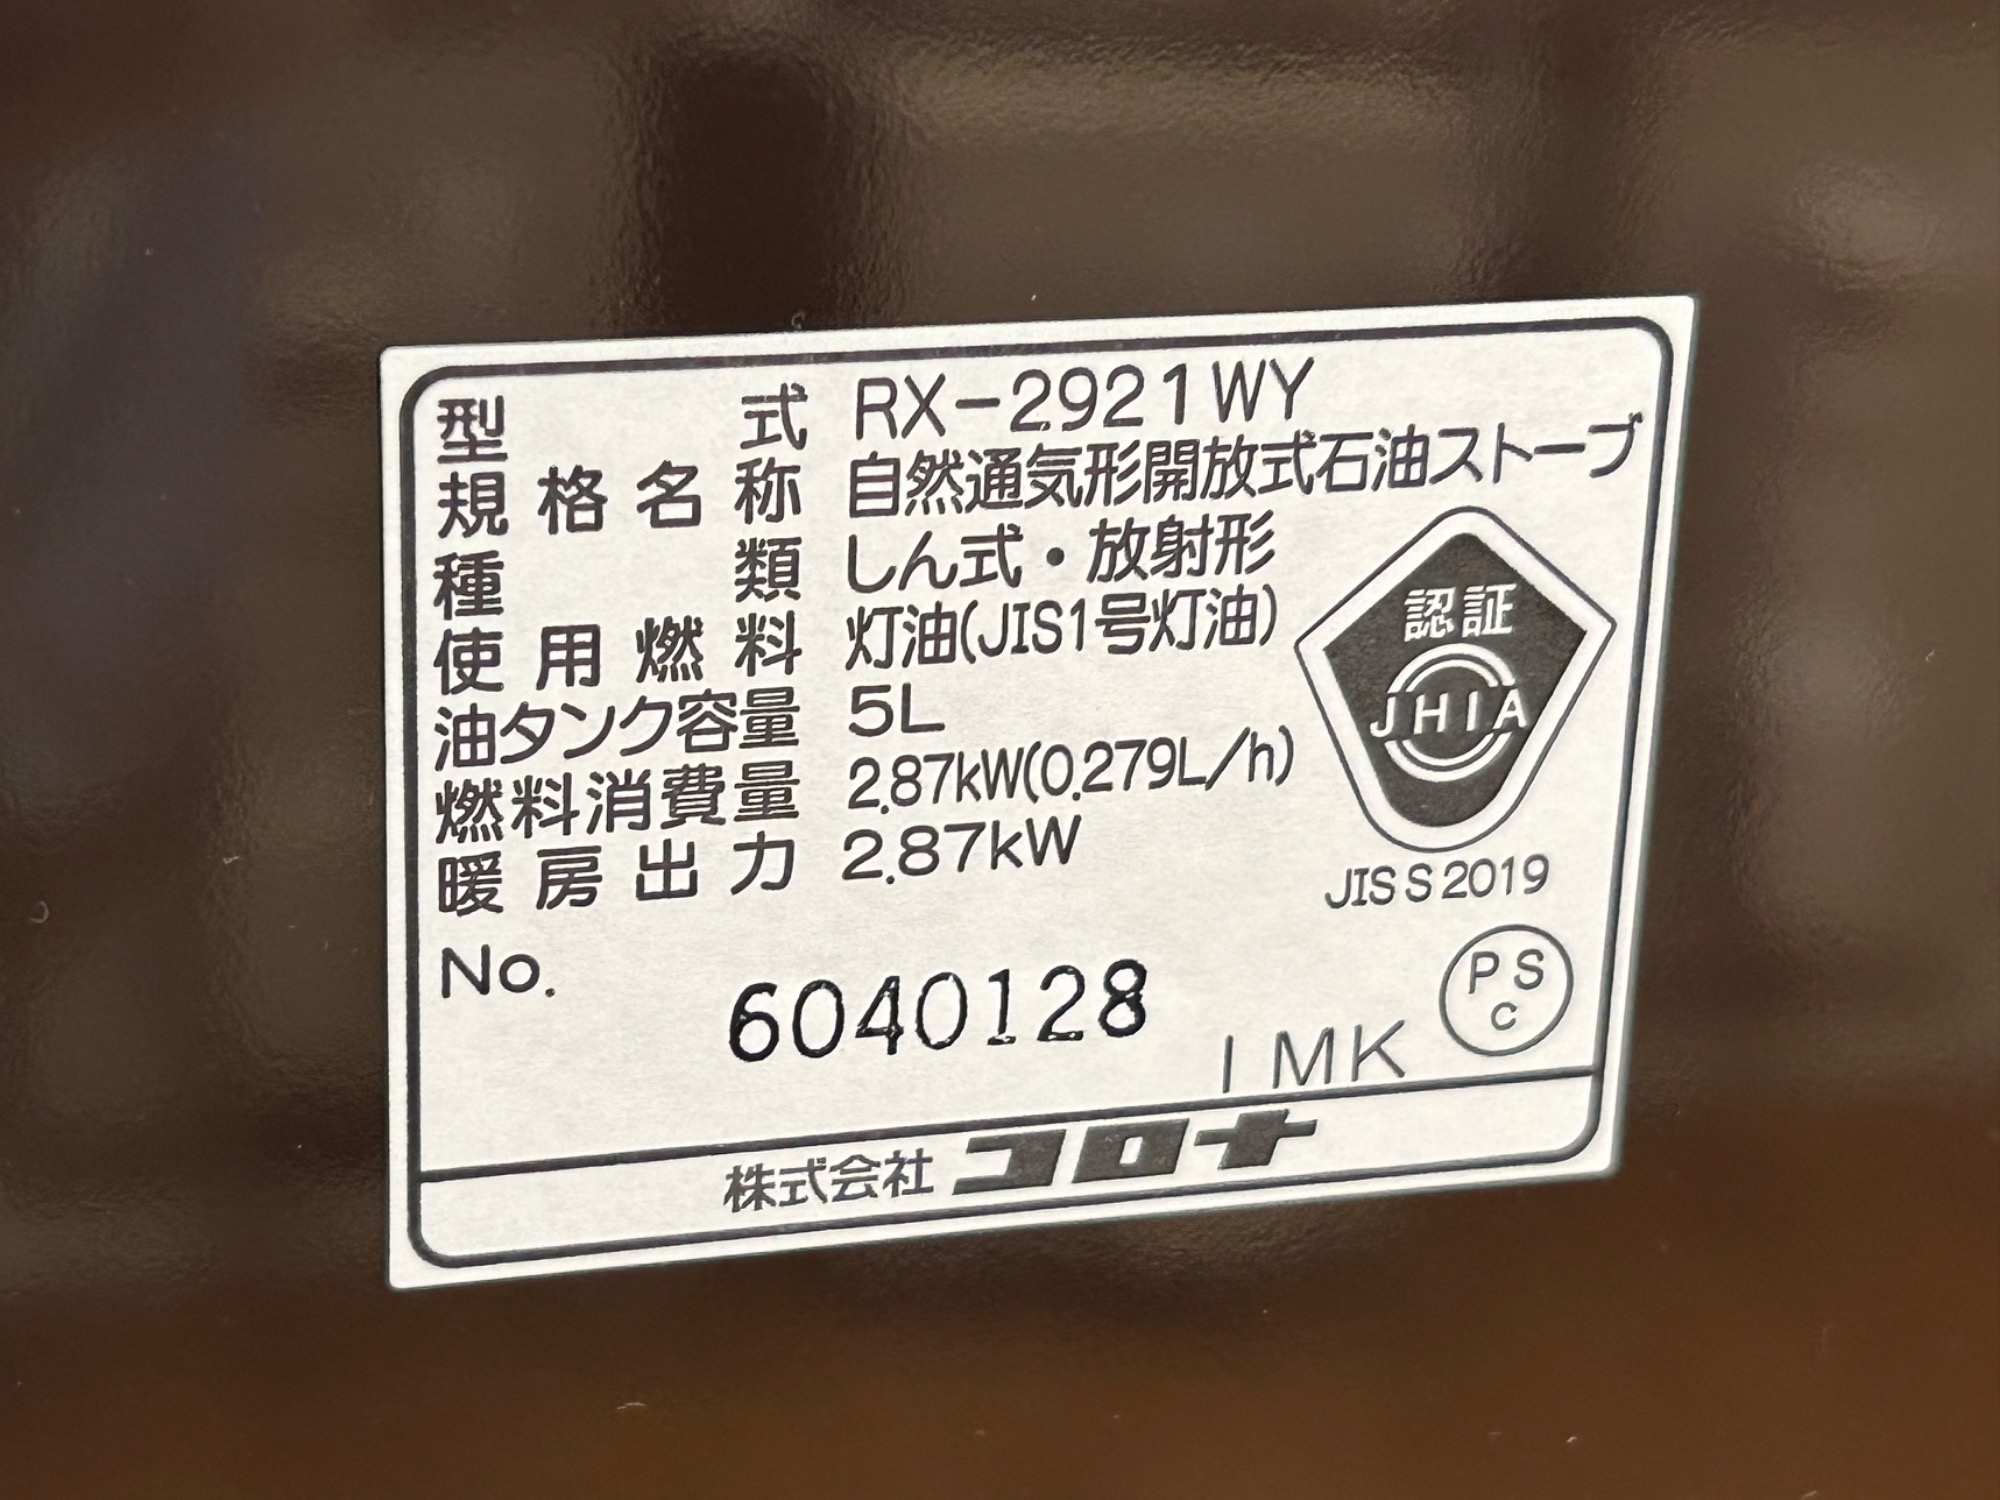 型式 RX-2921WY
規格名称 自然通気形開放式石油ストーブ
種類 しん式・放射形
使用燃料 灯油(JIS1号灯油)
油タンク容量 5L
燃料消費量 2.87kW(0.279L/h)
暖房出力 2.87kW
認証
JHIA
JIS S 2019
No. 6040128
PS
C
1MK
株式会社コロナ